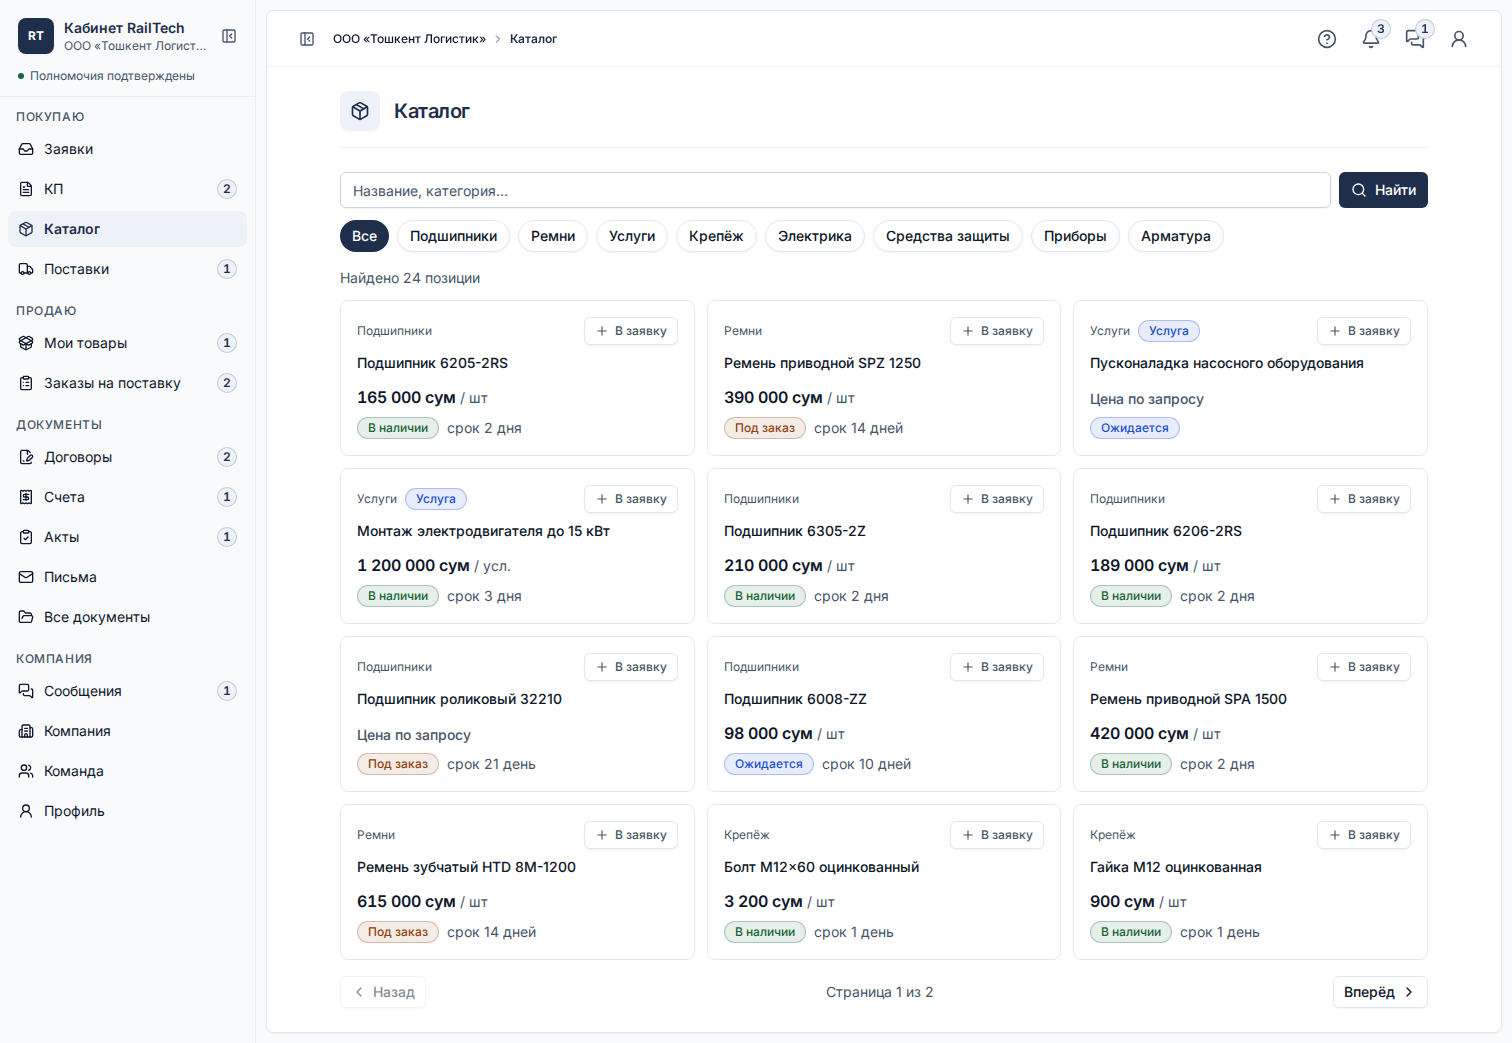 RT
Кабинет RailTech
ООО «Тошкент Логист...
Полномочия подтверждены
ПОКУПАЮ
Заявки
КП 2
Каталог
Поставки 1
ПРОДАЮ
Мои товары 1
Заказы на поставку 2
ДОКУМЕНТЫ
Договоры 2
Счета 1
Акты 1
Письма
Все документы
КОМПАНИЯ
Сообщения 1
Компания
Команда
Профиль
ООО «Тошкент Логистик» > Каталог
3
1
Каталог
Название, категория...
Найти
Все Подшипники Ремни Услуги Крепёж Электрика Средства защиты Приборы Арматура
Найдено 24 позиции
Подшипники + В заявку
Подшипник 6205-2RS
165 000 сум / шт
В наличии срок 2 дня
Ремни + В заявку
Ремень приводной SPZ 1250
390 000 сум / шт
Под заказ срок 14 дней
Услуги Услуга + В заявку
Пусконаладка насосного оборудования
Цена по запросу
Ожидается
Услуги Услуга + В заявку
Монтаж электродвигателя до 15 кВт
1 200 000 сум / усл.
В наличии срок 3 дня
Подшипники + В заявку
Подшипник 6305-2Z
210 000 сум / шт
В наличии срок 2 дня
Подшипники + В заявку
Подшипник 6206-2RS
189 000 сум / шт
В наличии срок 2 дня
Подшипники + В заявку
Подшипник роликовый 32210
Цена по запросу
Под заказ срок 21 день
Подшипники + В заявку
Подшипник 6008-ZZ
98 000 сум / шт
Ожидается срок 10 дней
Ремни + В заявку
Ремень приводной SPA 1500
420 000 сум / шт
В наличии срок 2 дня
Ремни + В заявку
Ремень зубчатый HTD 8M-1200
615 000 сум / шт
Под заказ срок 14 дней
Крепёж + В заявку
Болт М12×60 оцинкованный
3 200 сум / шт
В наличии срок 1 день
Крепёж + В заявку
Гайка М12 оцинкованная
900 сум / шт
В наличии срок 1 день
Назад
Страница 1 из 2
Вперёд